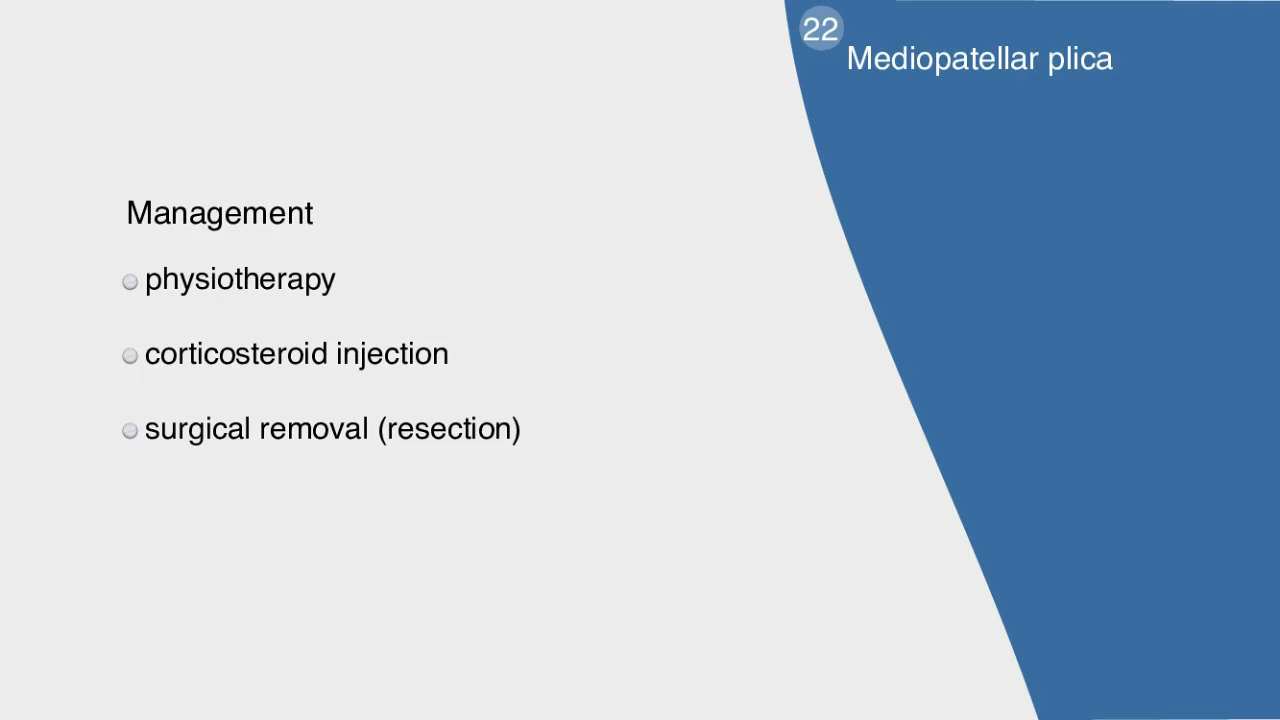 22
Mediopatellar plica
Management
physiotherapy
corticosteroid injection
surgical removal (resection)